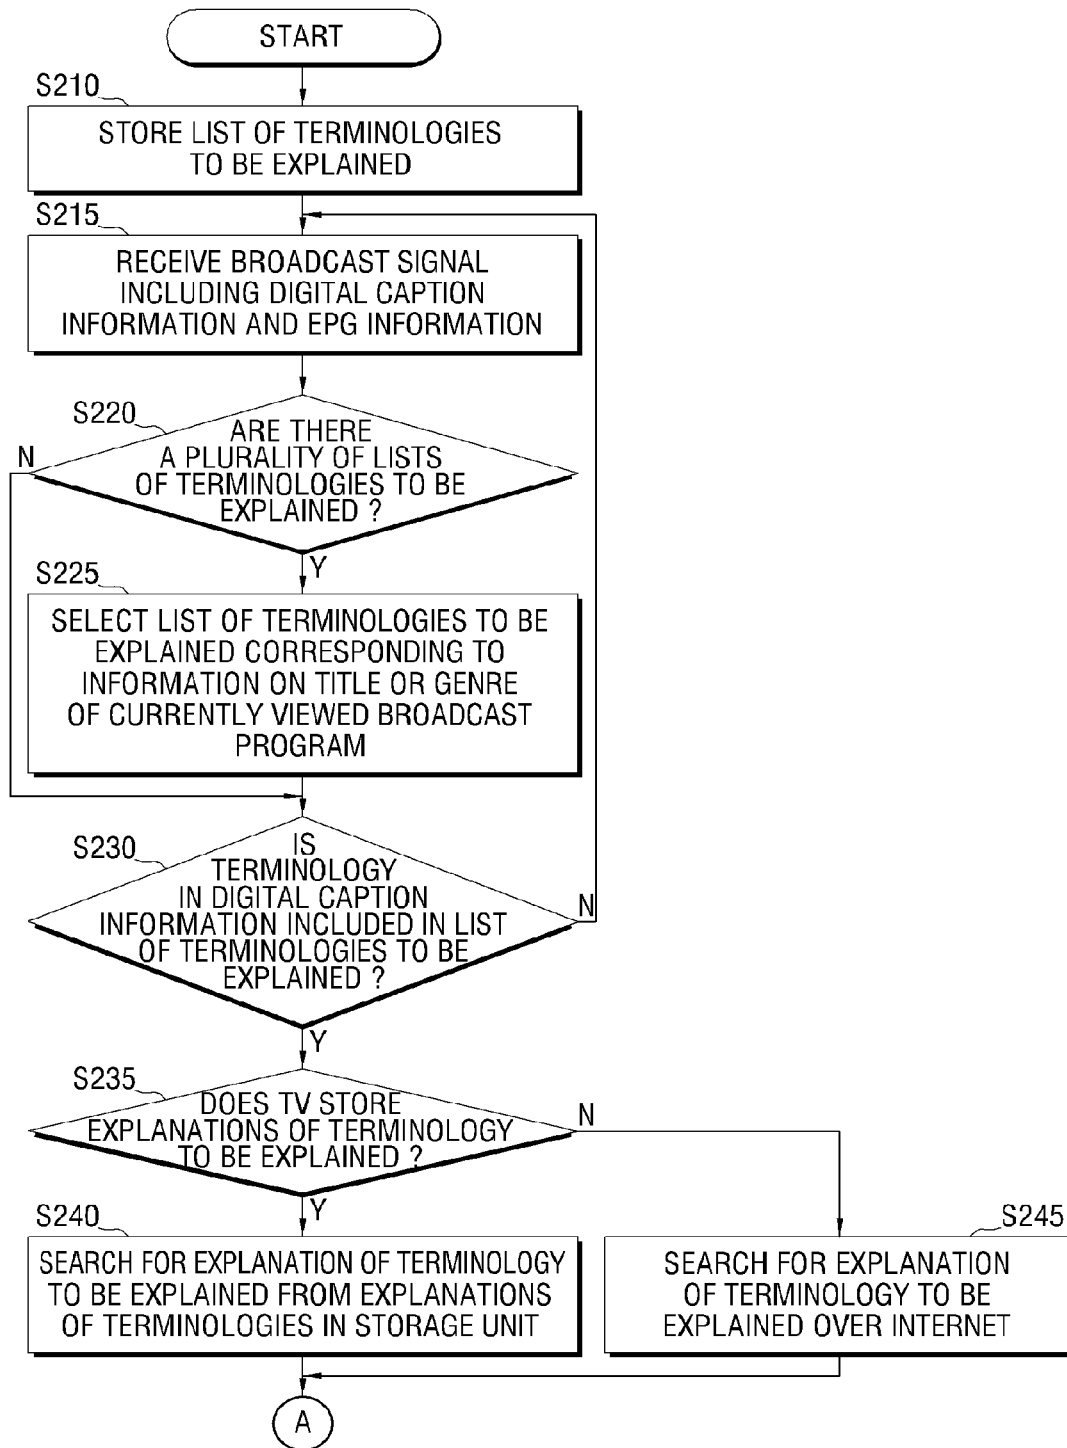 START
S210
STORE LIST OF TERMINOLOGIES
TO BE EXPLAINED
S215
RECEIVE BROADCAST SIGNAL
INCLUDING DIGITAL CAPTION
INFORMATION AND EPG INFORMATION
S220
ARE THERE
A PLURALITY OF LISTS
OF TERMINOLOGIES TO BE
EXPLAINED ?
N
Y
S225
SELECT LIST OF TERMINOLOGIES TO BE
EXPLAINED CORRESPONDING TO
INFORMATION ON TITLE OR GENRE
OF CURRENTLY VIEWED BROADCAST
PROGRAM
S230
IS
TERMINOLOGY
IN DIGITAL CAPTION
INFORMATION INCLUDED IN LIST
OF TERMINOLOGIES TO BE
EXPLAINED ?
N
Y
S235
DOES TV STORE
EXPLANATIONS OF TERMINOLOGY
TO BE EXPLAINED ?
N
Y
S240
SEARCH FOR EXPLANATION OF TERMINOLOGY
TO BE EXPLAINED FROM EXPLANATIONS
OF TERMINOLOGIES IN STORAGE UNIT
S245
SEARCH FOR EXPLANATION
OF TERMINOLOGY TO BE
EXPLAINED OVER INTERNET
A